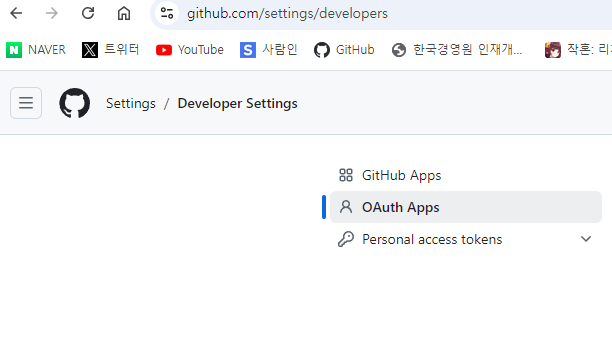 github.com/settings/developers
NAVER 트위터 YouTube 사람인 GitHub 한국경영원 인재개... 작혼: 리
Settings / Developer Settings
GitHub Apps
OAuth Apps
Personal access tokens